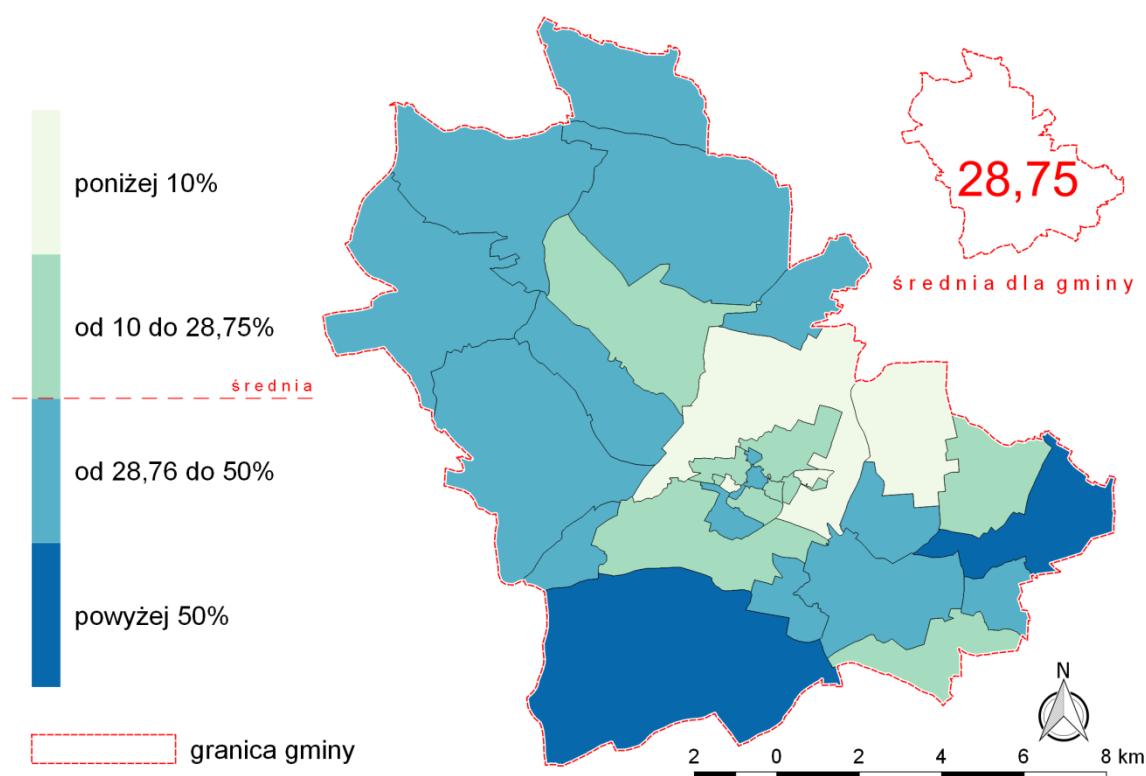 poniżej 10%
od 10 do 28,75%
średnia
od 28,76 do 50%
powyżej 50%
granica gminy
28,75
średnia dla gminy
N
2 0 2 4 6 8 km